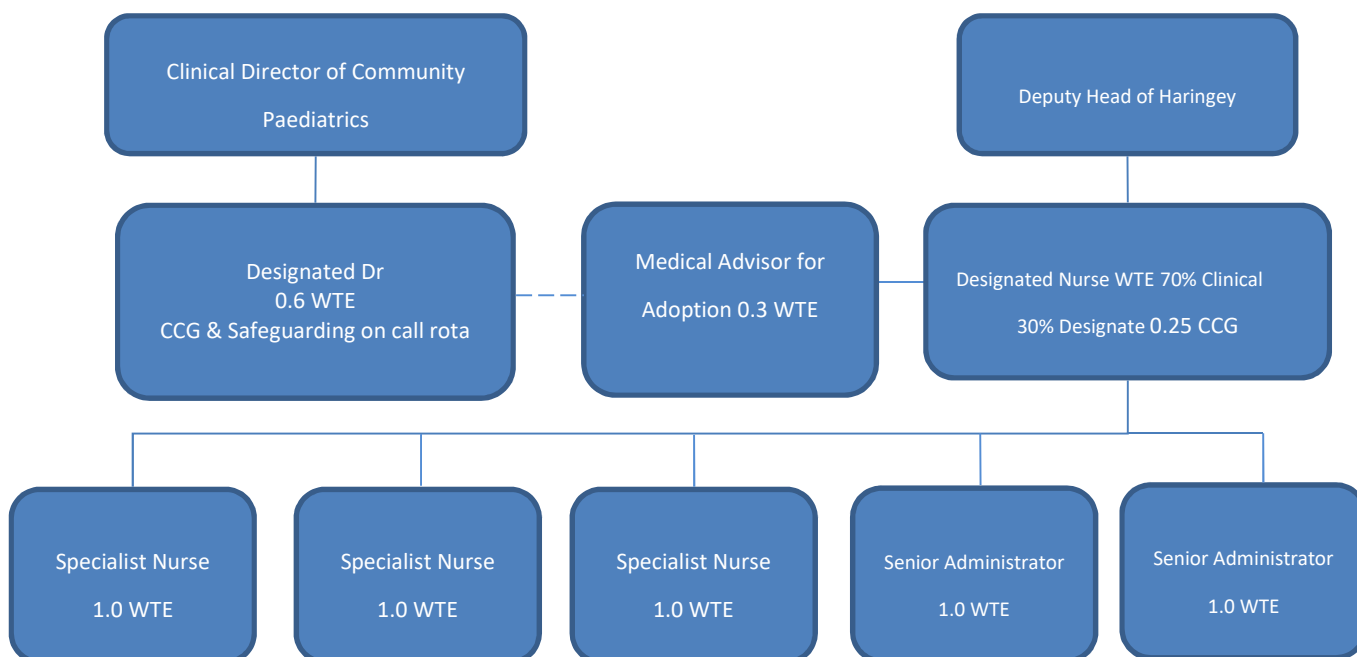 Clinical Director of Community
Paediatrics
Deputy Head of Haringey
Designated Dr
0.6 WTE
CCG & Safeguarding on call rota
Medical Advisor for
Adoption 0.3 WTE
Designated Nurse WTE 70% Clinical
30% Designate 0.25 CCG
Specialist Nurse
1.0 WTE
Specialist Nurse
1.0 WTE
Specialist Nurse
1.0 WTE
Senior Administrator
1.0 WTE
Senior Administrator
1.0 WTE